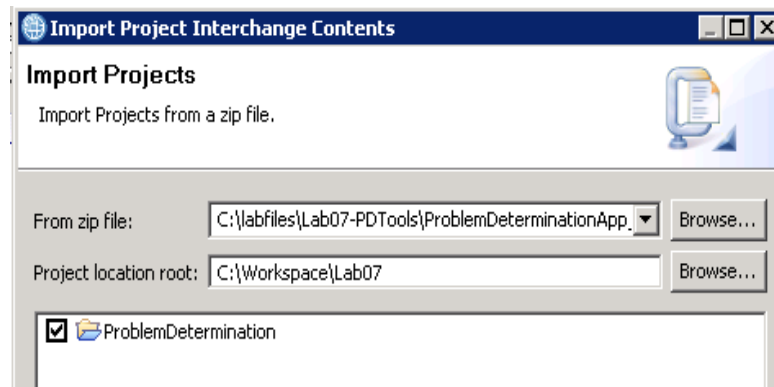 Import Project Interchange Contents
Import Projects
Import Projects from a zip file.
From zip file: C:\labfiles\Lab07-PDTools\ProblemDeterminationApp_ Browse...
Project location root: C:\Workspace\Lab07 Browse...
ProblemDetermination